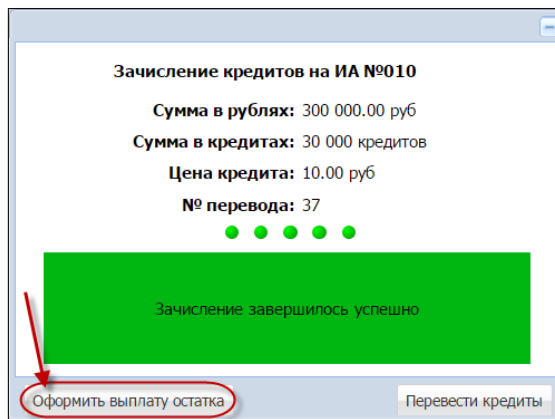 Зачисление кредитов на ИА №010
Сумма в рублях: 300 000.00 руб
Сумма в кредитах: 30 000 кредитов
Цена кредита: 10.00 руб
№ перевода: 37
Зачисление завершилось успешно
Оформить выплату остатка
Перевести кредиты